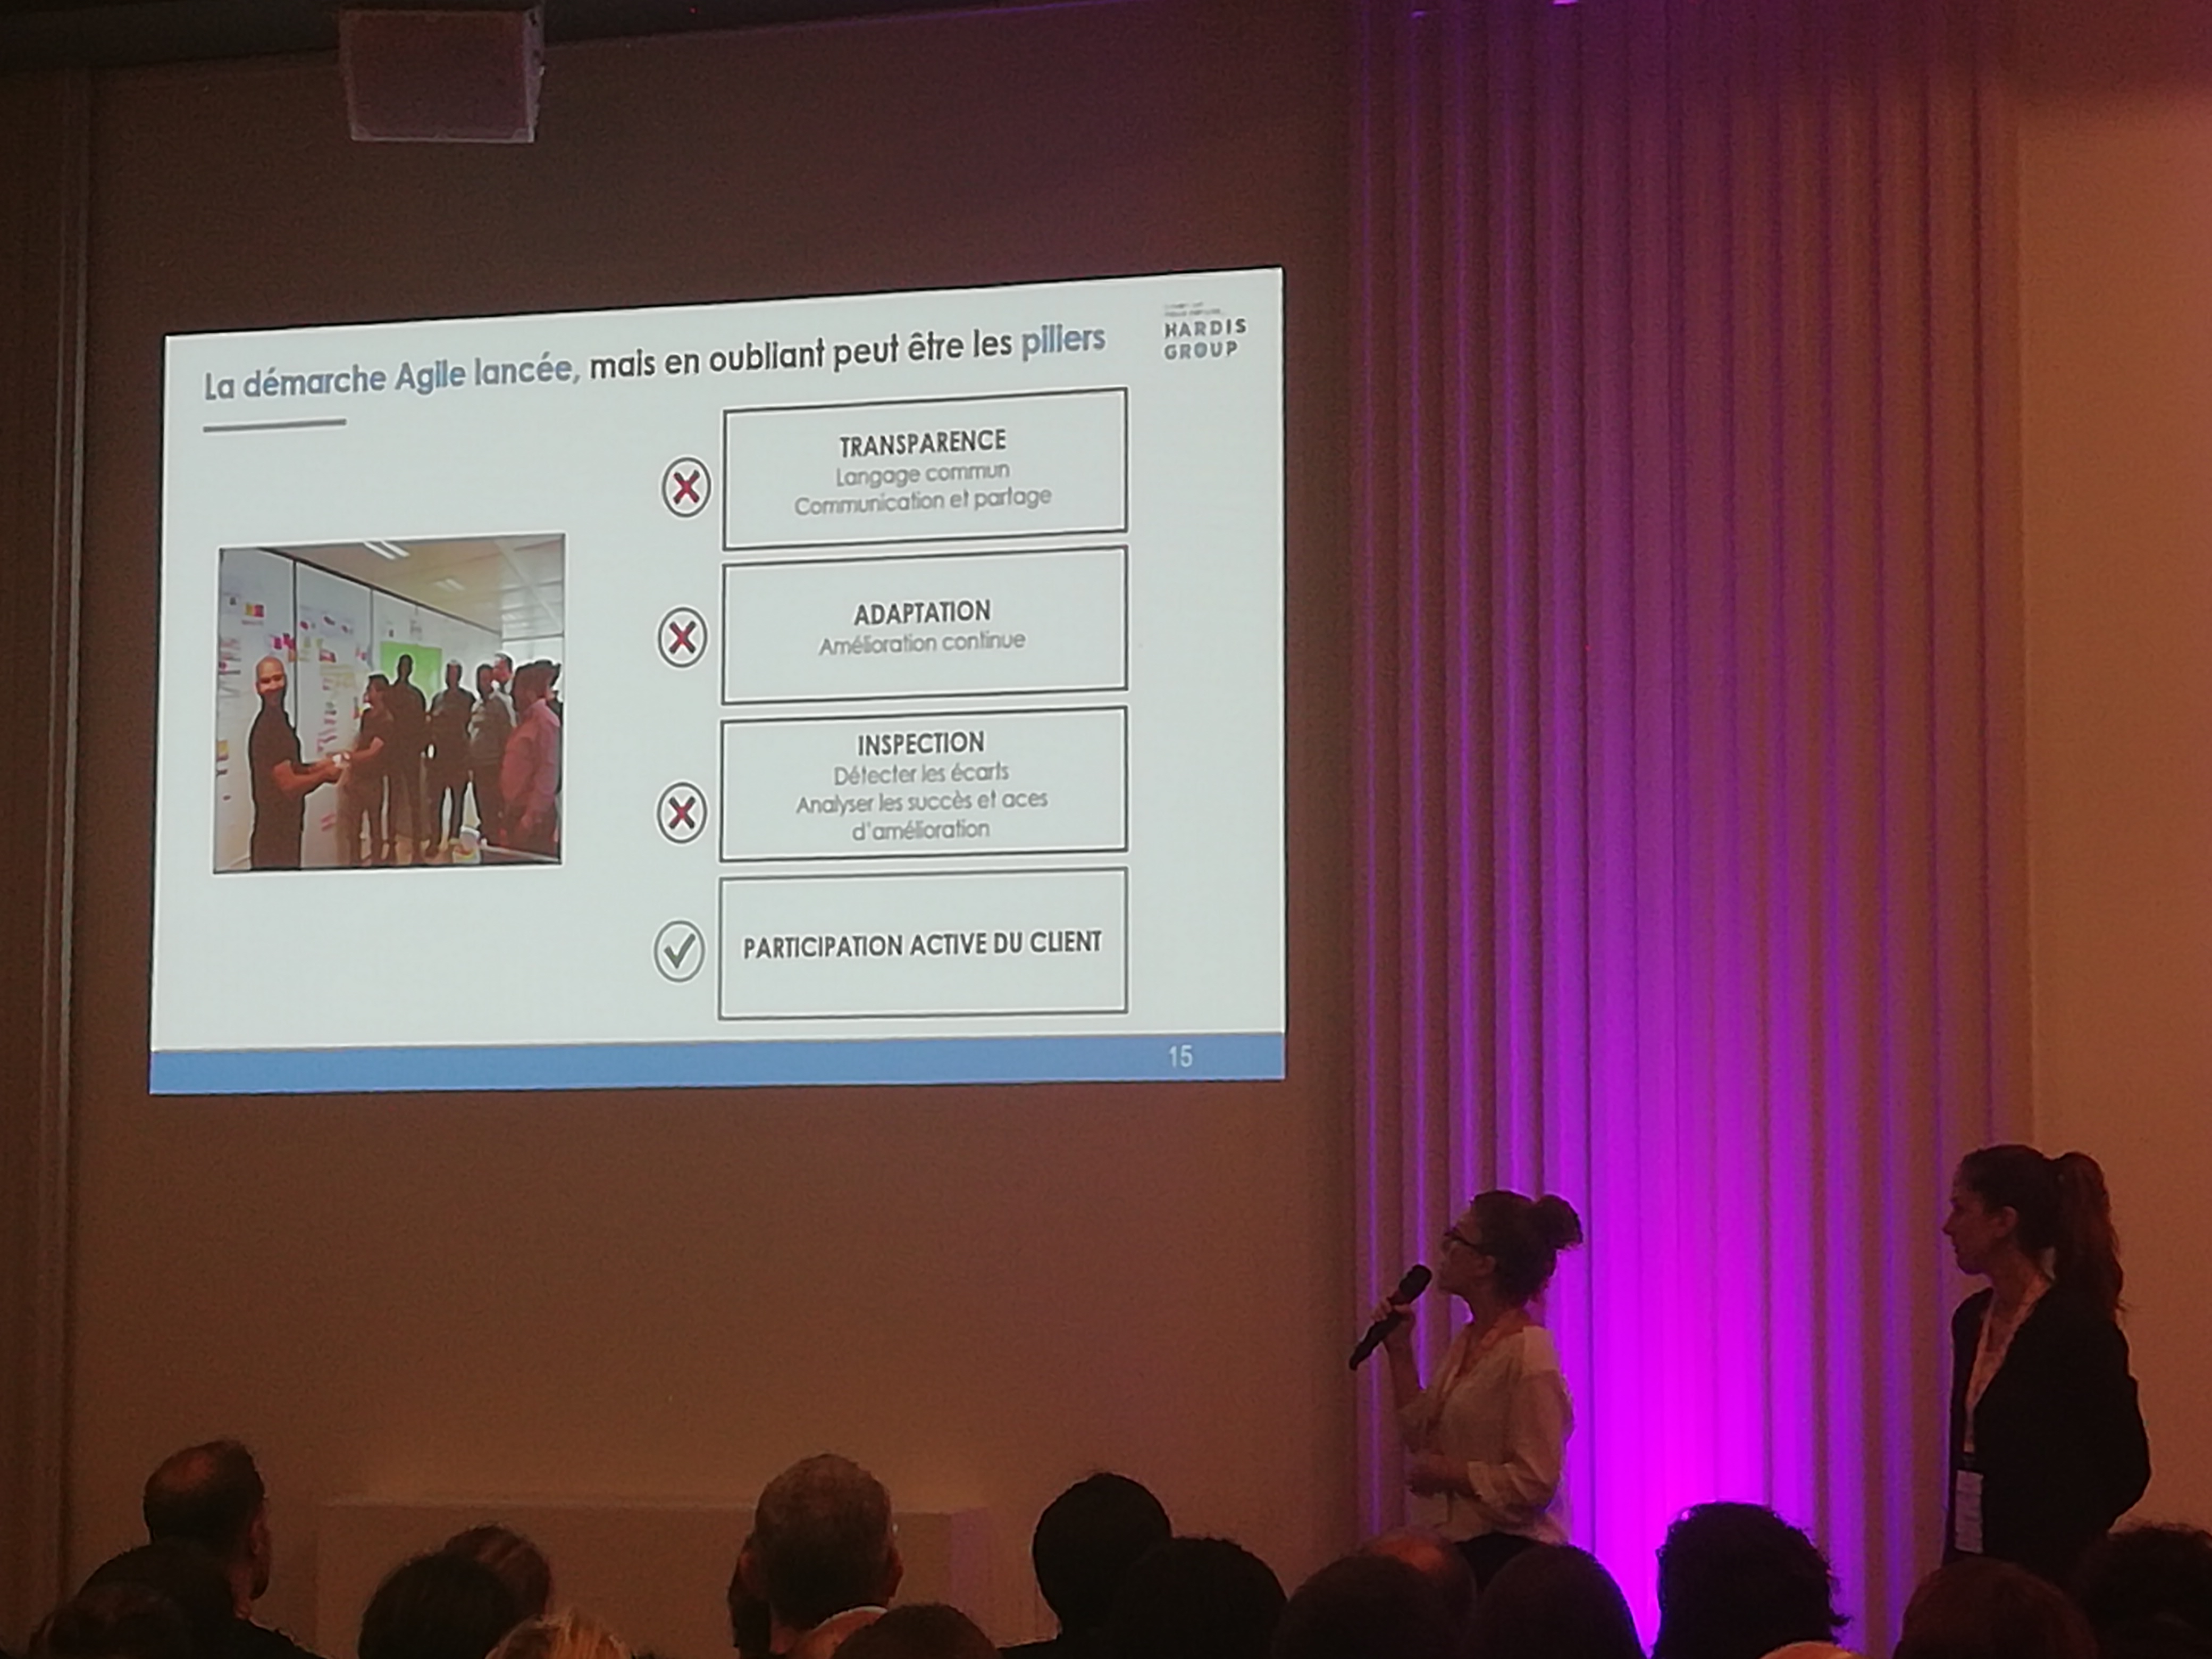 La démarche Agile lancée, mais en oubliant peut être les piliers
HARDIS
GROUP
TRANSPARENCE
Langage commun
Communication et partage
ADAPTATION
Amélioration continue
INSPECTION
Détecter les écarts
Analyser les succès et aces
d'amélioration
PARTICIPATION ACTIVE DU CLIENT
15